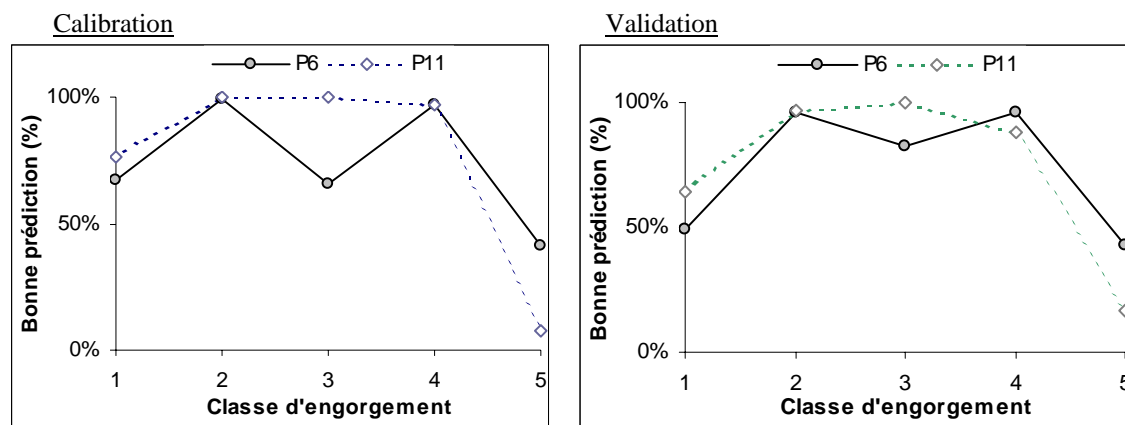 Calibration
P6 P11
Bonne prédiction (%)
100%
50%
0%
1 2 3 4 5
Classe d'engorgement
Validation
P6 P11
Bonne prédiction (%)
100%
50%
0%
1 2 3 4 5
Classe d'engorgement